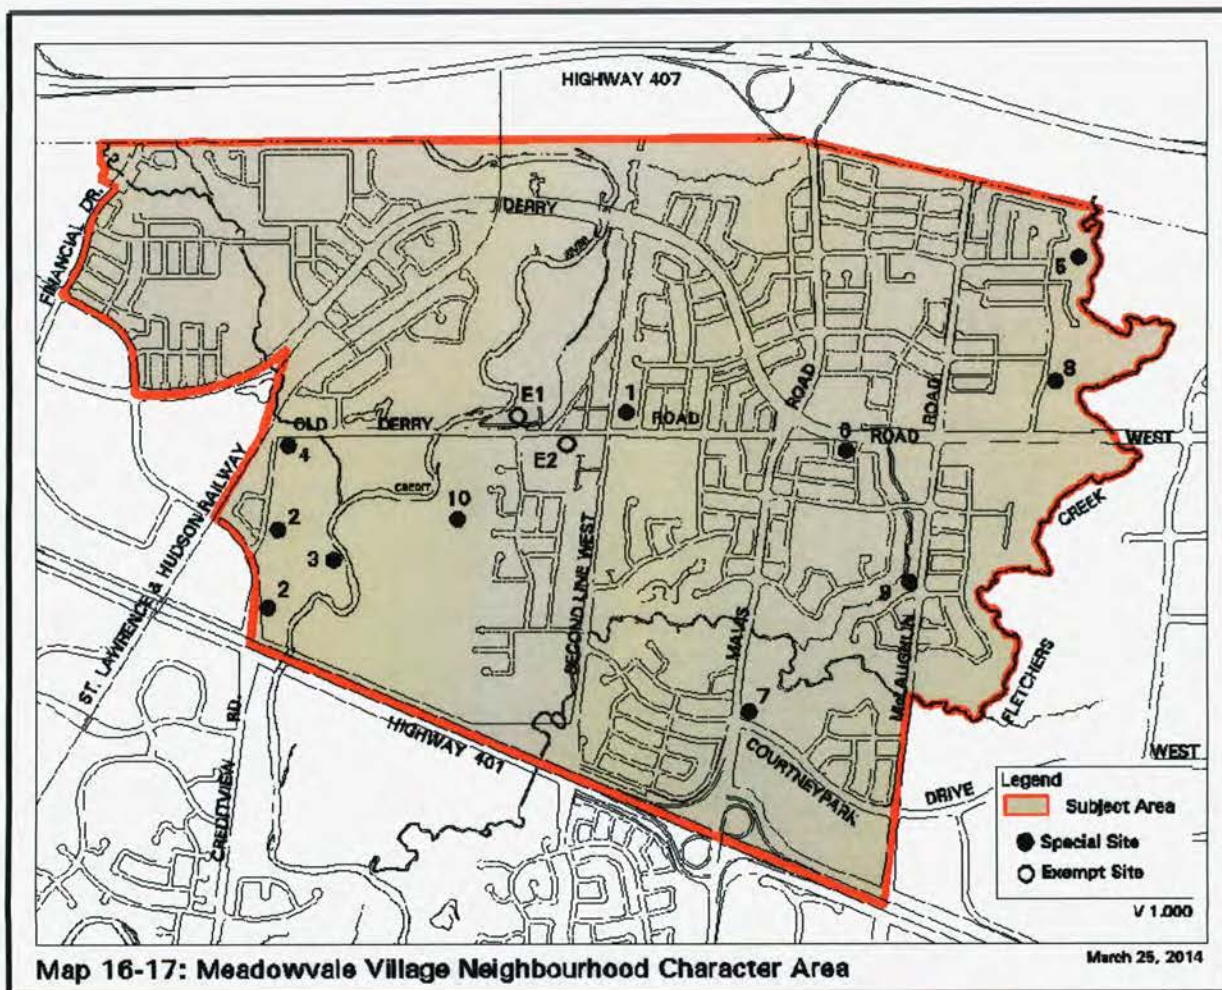 HIGHWAY 407
FINANCIAL DR.
DERRY
RIVER
5
8
E1
1
ROAD
ROAD
OLD
DERRY
ROAD
6
ROAD
WEST
E2
4
CREDIT
10
CREEK
2
3
2
9
ST. LAWRENCE & HUDSON RAILWAY
SECOND LINE WEST
MAVIS
McLAUGHLIN
FLETCHERS
7
HIGHWAY 401
CREDITVIEW RD.
COURTNEYPARK
DRIVE
WEST
Legend
Subject Area
Special Site
Exempt Site
V 1.000
Map 16-17: Meadowvale Village Neighbourhood Character Area
March 25, 2014